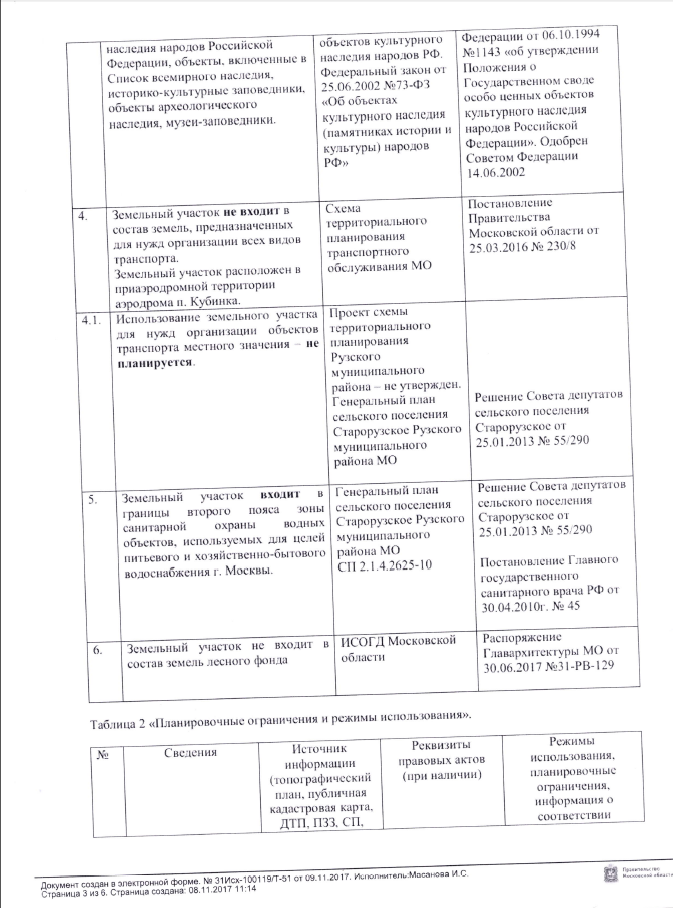 наследия народов Российской
Федерации, объекты, включенные в
Список всемирного наследия,
историко-культурные заповедники,
объекты археологического
наследия, музеи-заповедники.
объектов культурного
наследия народов РФ.
Федеральный закон от
25.06.2002 №73-ФЗ
«Об объектах
культурного наследия
(памятниках истории и
культуры) народов
РФ»
Федерации от 06.10.1994
№1143 «об утверждении
Положения о
Государственном своде
особо ценных объектов
культурного наследия
народов Российской
Федерации». Одобрен
Советом Федерации
14.06.2002
4.
Земельный участок не входит в
состав земель, предназначенных
для нужд организации всех видов
транспорта.
Земельный участок расположен в
приаэродромной территории
аэродрома п. Кубинка.
Схема
территориального
планирования
транспортного
обслуживания МО
Постановление
Правительства
Московской области от
25.03.2016 № 230/8
4.1.
Использование земельного участка
для нужд организации объектов
транспорта местного значения – не
планируется.
Проект схемы
территориального
планирования
Рузского
муниципального
района – не утвержден.
Генеральный план
сельского поселения
Старорузское Рузского
муниципального
района МО
Решение Совета депутатов
сельского поселения
Старорузское от
25.01.2013 № 55/290
5.
Земельный участок входит в
границы второго пояса зоны
санитарной охраны водных
объектов, используемых для целей
питьевого и хозяйственно-бытового
водоснабжения г. Москвы.
Генеральный план
сельского поселения
Старорузское Рузского
муниципального
района МО
СП 2.1.4.2625-10
Решение Совета депутатов
сельского поселения
Старорузское от
25.01.2013 № 55/290
Постановление Главного
государственного
санитарного врача РФ от
30.04.2010г. № 45
6.
Земельный участок не входит в
состав земель лесного фонда
ИСОГД Московской
области
Распоряжение
Главархитектуры МО от
30.06.2017 №31-РВ-129
Таблица 2 «Планировочные ограничения и режимы использования».
№
Сведения
Источник
информации
(топографический
план, публичная
кадастровая карта,
ДТП, ПЗЗ, СП,
Реквизиты
правовых актов
(при наличии)
Режимы
использования,
планировочные
ограничения,
информация о
соответствии
Документ создан в электронной форме. № 31Исх-100119/Т-51 от 09.11.2017. Исполнитель:Масанова И.С.
Страница 3 из 6. Страница создана: 08.11.2017 11:14
Правительство
Московской области